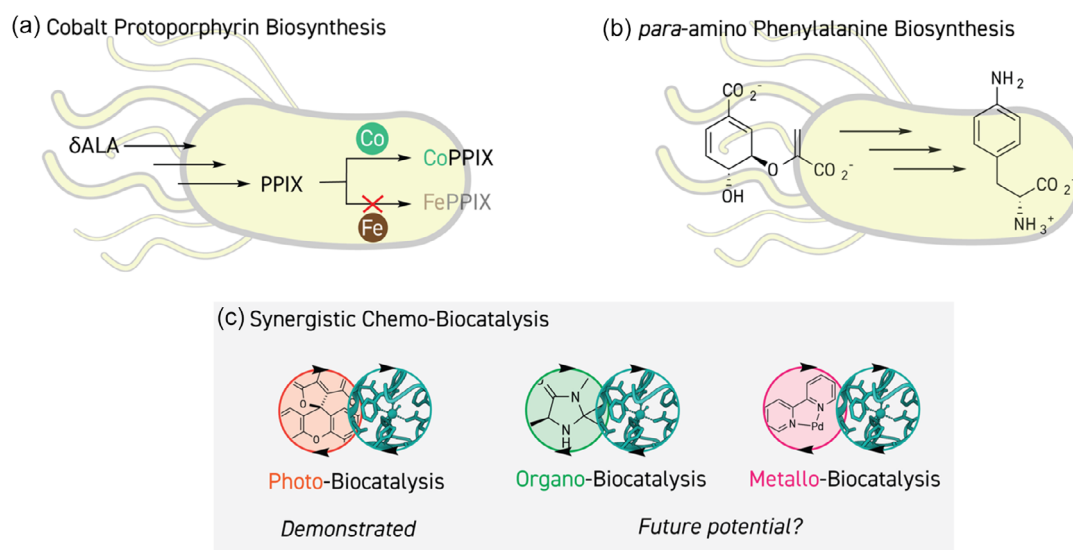 (a) Cobalt Protoporphyrin Biosynthesis
δALA
PPIX
Co
CoPPIX
FePPIX
Fe
(b) para-amino Phenylalanine Biosynthesis
CO2-
OH
O
CO2-
NH2
CO2-
NH3+
(c) Synergistic Chemo-Biocatalysis
O
O
O
N
N
H
N
N
Pd
Photo-Biocatalysis
Organo-Biocatalysis
Metallo-Biocatalysis
Demonstrated
Future potential?